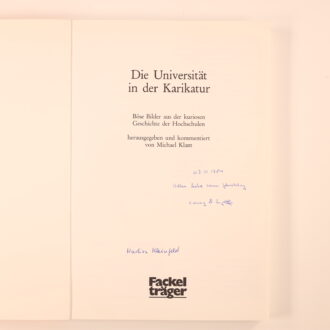 Die Universität
in der Karikatur
Böse Bilder aus der kuriosen
Geschichte der Hochschulen
herausgegeben und kommentiert
von Michael Klant
Fackel
träger